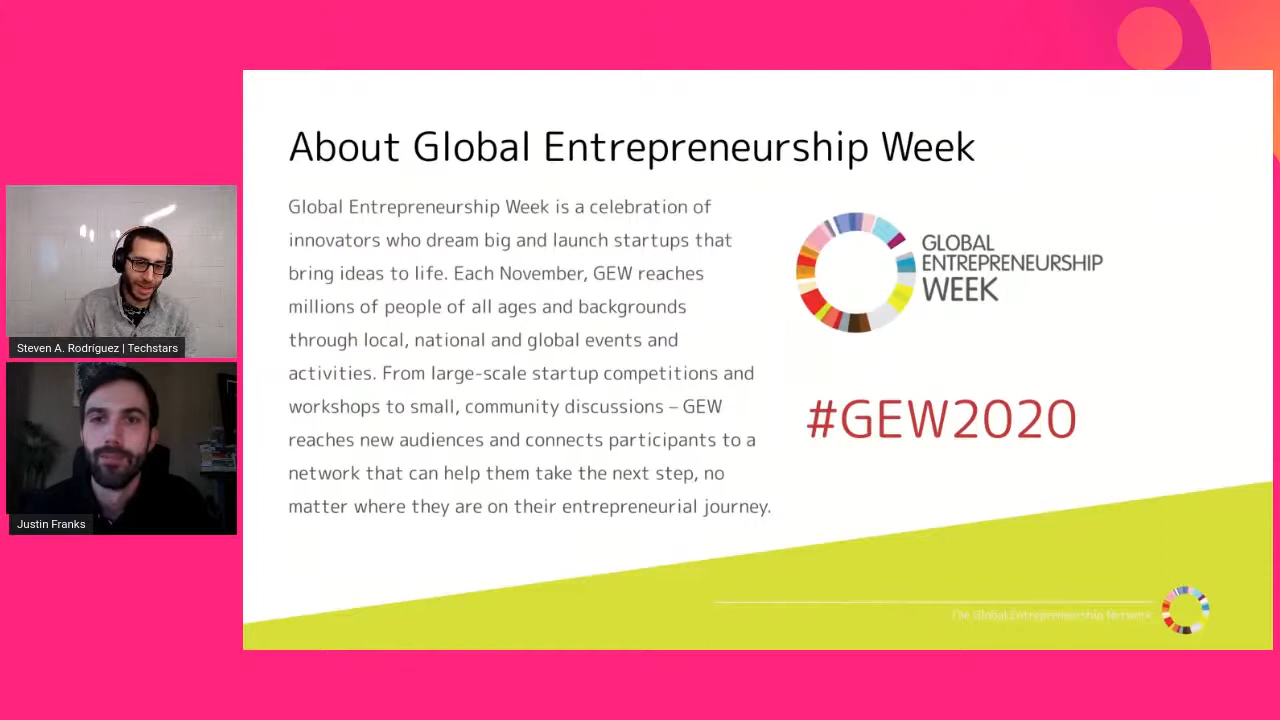 About Global Entrepreneurship Week
Global Entrepreneurship Week is a celebration of
innovators who dream big and launch startups that
bring ideas to life. Each November, GEW reaches
millions of people of all ages and backgrounds
through local, national and global events and
activities. From large-scale startup competitions and
workshops to small, community discussions – GEW
reaches new audiences and connects participants to a
network that can help them take the next step, no
matter where they are on their entrepreneurial journey.
GLOBAL
ENTREPRENEURSHIP
WEEK
#GEW2020
Steven A. Rodríguez | Techstars
Justin Franks
The Global Entrepreneurship Network